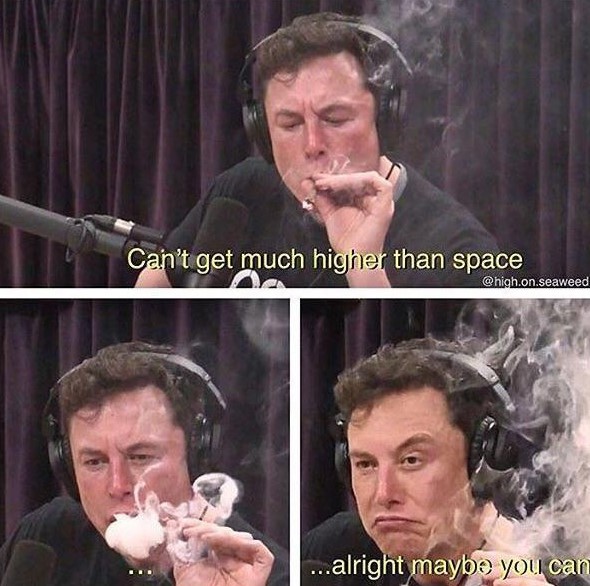 Can't get much higher than space
@high.on.seaweed
...
...alright maybe you can